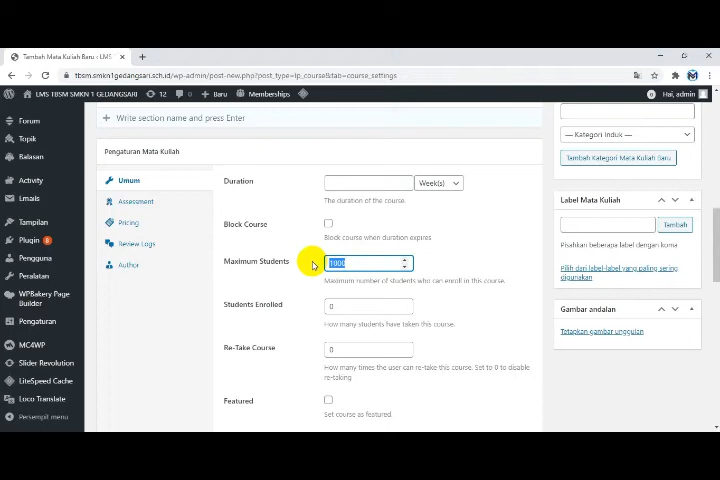 Tambah Mata Kuliah Baru ‹ LMS
tbsm.smkn1gedangsari.sch.id/wp-admin/post-new.php?post_type=lp_course&tab=course_settings
LMS TBSM SMKN 1 GEDANGSARI
12
0
Baru
Memberships
0
Hai, admin
Forum
Topik
Balasan
Activity
Emails
Tampilan
Plugin 8
Pengguna
Peralatan
WPBakery Page
Builder
Pengaturan
MC4WP
Slider Revolution
LiteSpeed Cache
Loco Translate
Persempit menu
Write section name and press Enter
Pengaturan Mata Kuliah
Umum
Assessment
Pricing
Review Logs
Author
Duration
Week(s)
The duration of the course.
Block Course
Block course when duration expires
Maximum Students
1000
Maximum number of students who can enroll in this course.
Students Enrolled
0
How many students have taken this course.
Re-Take Course
0
How many times the user can re-take this course. Set to 0 to disable
re-taking
Featured
Set course as featured.
— Kategori Induk —
Tambah Kategori Mata Kuliah Baru
Label Mata Kuliah
Tambah
Pisahkan beberapa label dengan koma
Pilih dari label-label yang paling sering
digunakan
Gambar andalan
Tetapkan gambar unggulan